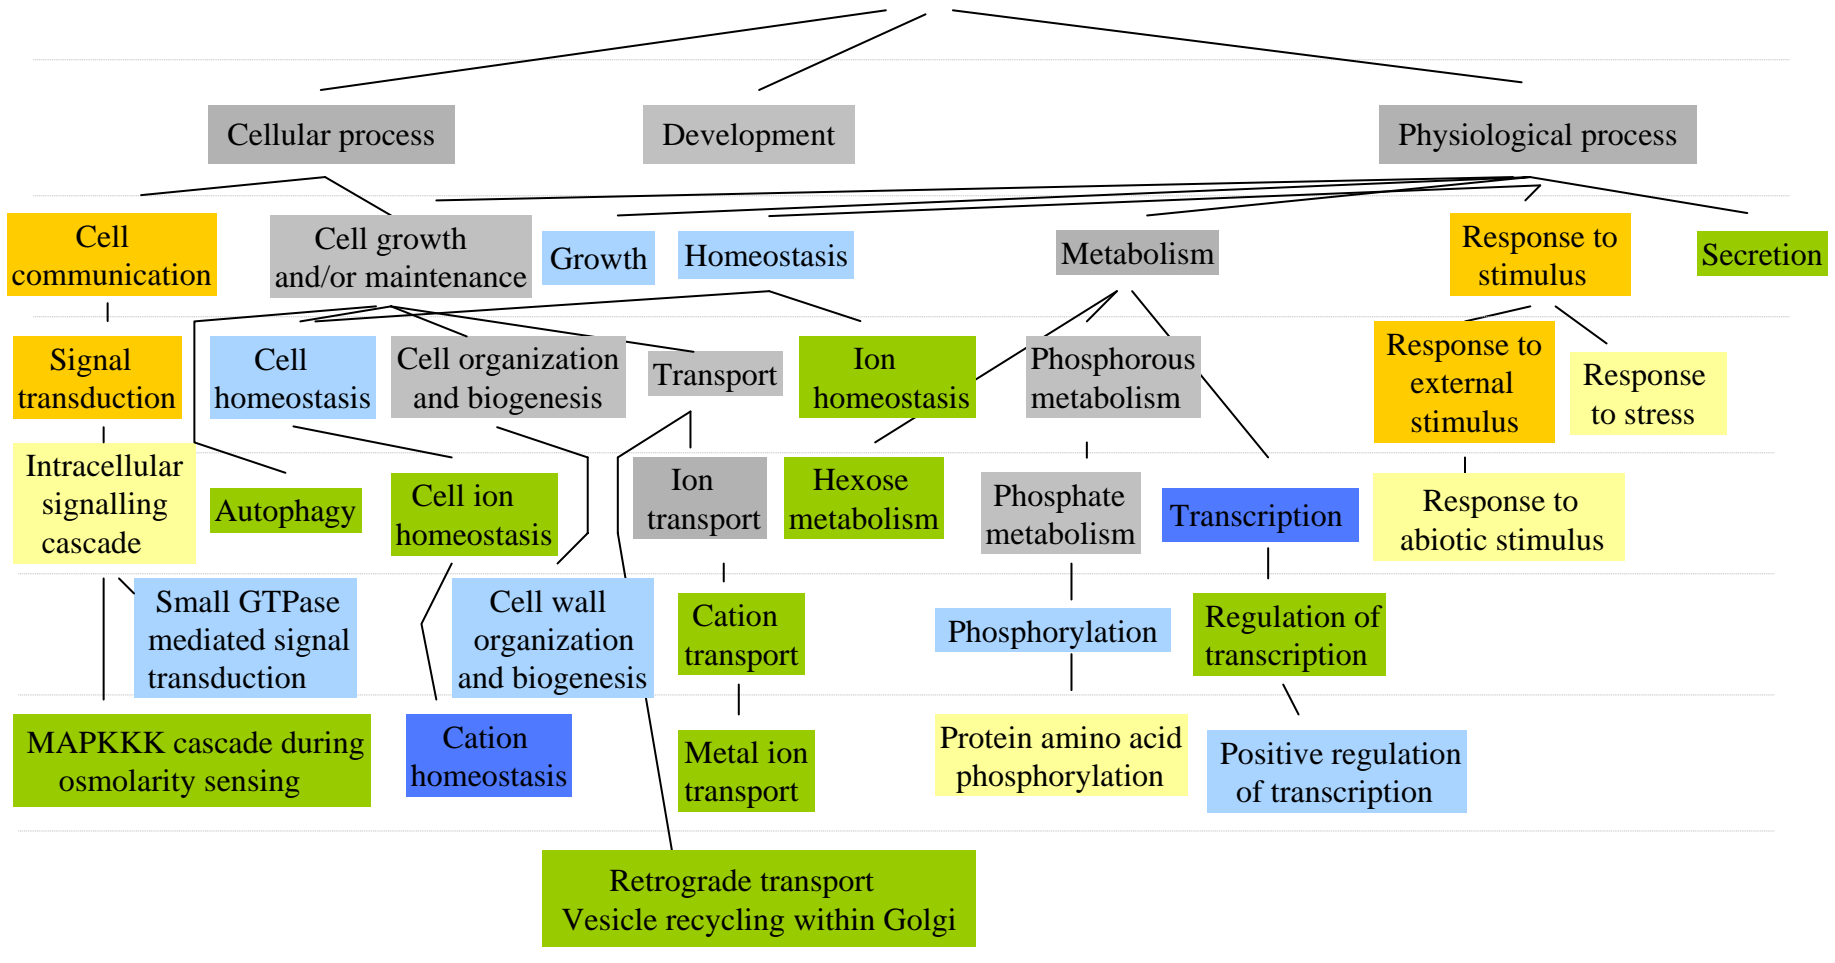 Cellular process
Development
Physiological process
Cell
communication
Cell growth
and/or maintenance
Growth
Homeostasis
Metabolism
Response to
stimulus
Secretion
Signal
transduction
Cell
homeostasis
Cell organization
and biogenesis
Transport
Ion
homeostasis
Phosphorous
metabolism
Response to
external
stimulus
Response
to stress
Intracellular
signalling
cascade
Autophagy
Cell ion
homeostasis
Ion
transport
Hexose
metabolism
Phosphate
metabolism
Transcription
Response to
abiotic stimulus
Small GTPase
mediated signal
transduction
Cell wall
organization
and biogenesis
Cation
transport
Phosphorylation
Regulation of
transcription
MAPKKK cascade during
osmolarity sensing
Cation
homeostasis
Metal ion
transport
Protein amino acid
phosphorylation
Positive regulation
of transcription
Retrograde transport
Vesicle recycling within Golgi